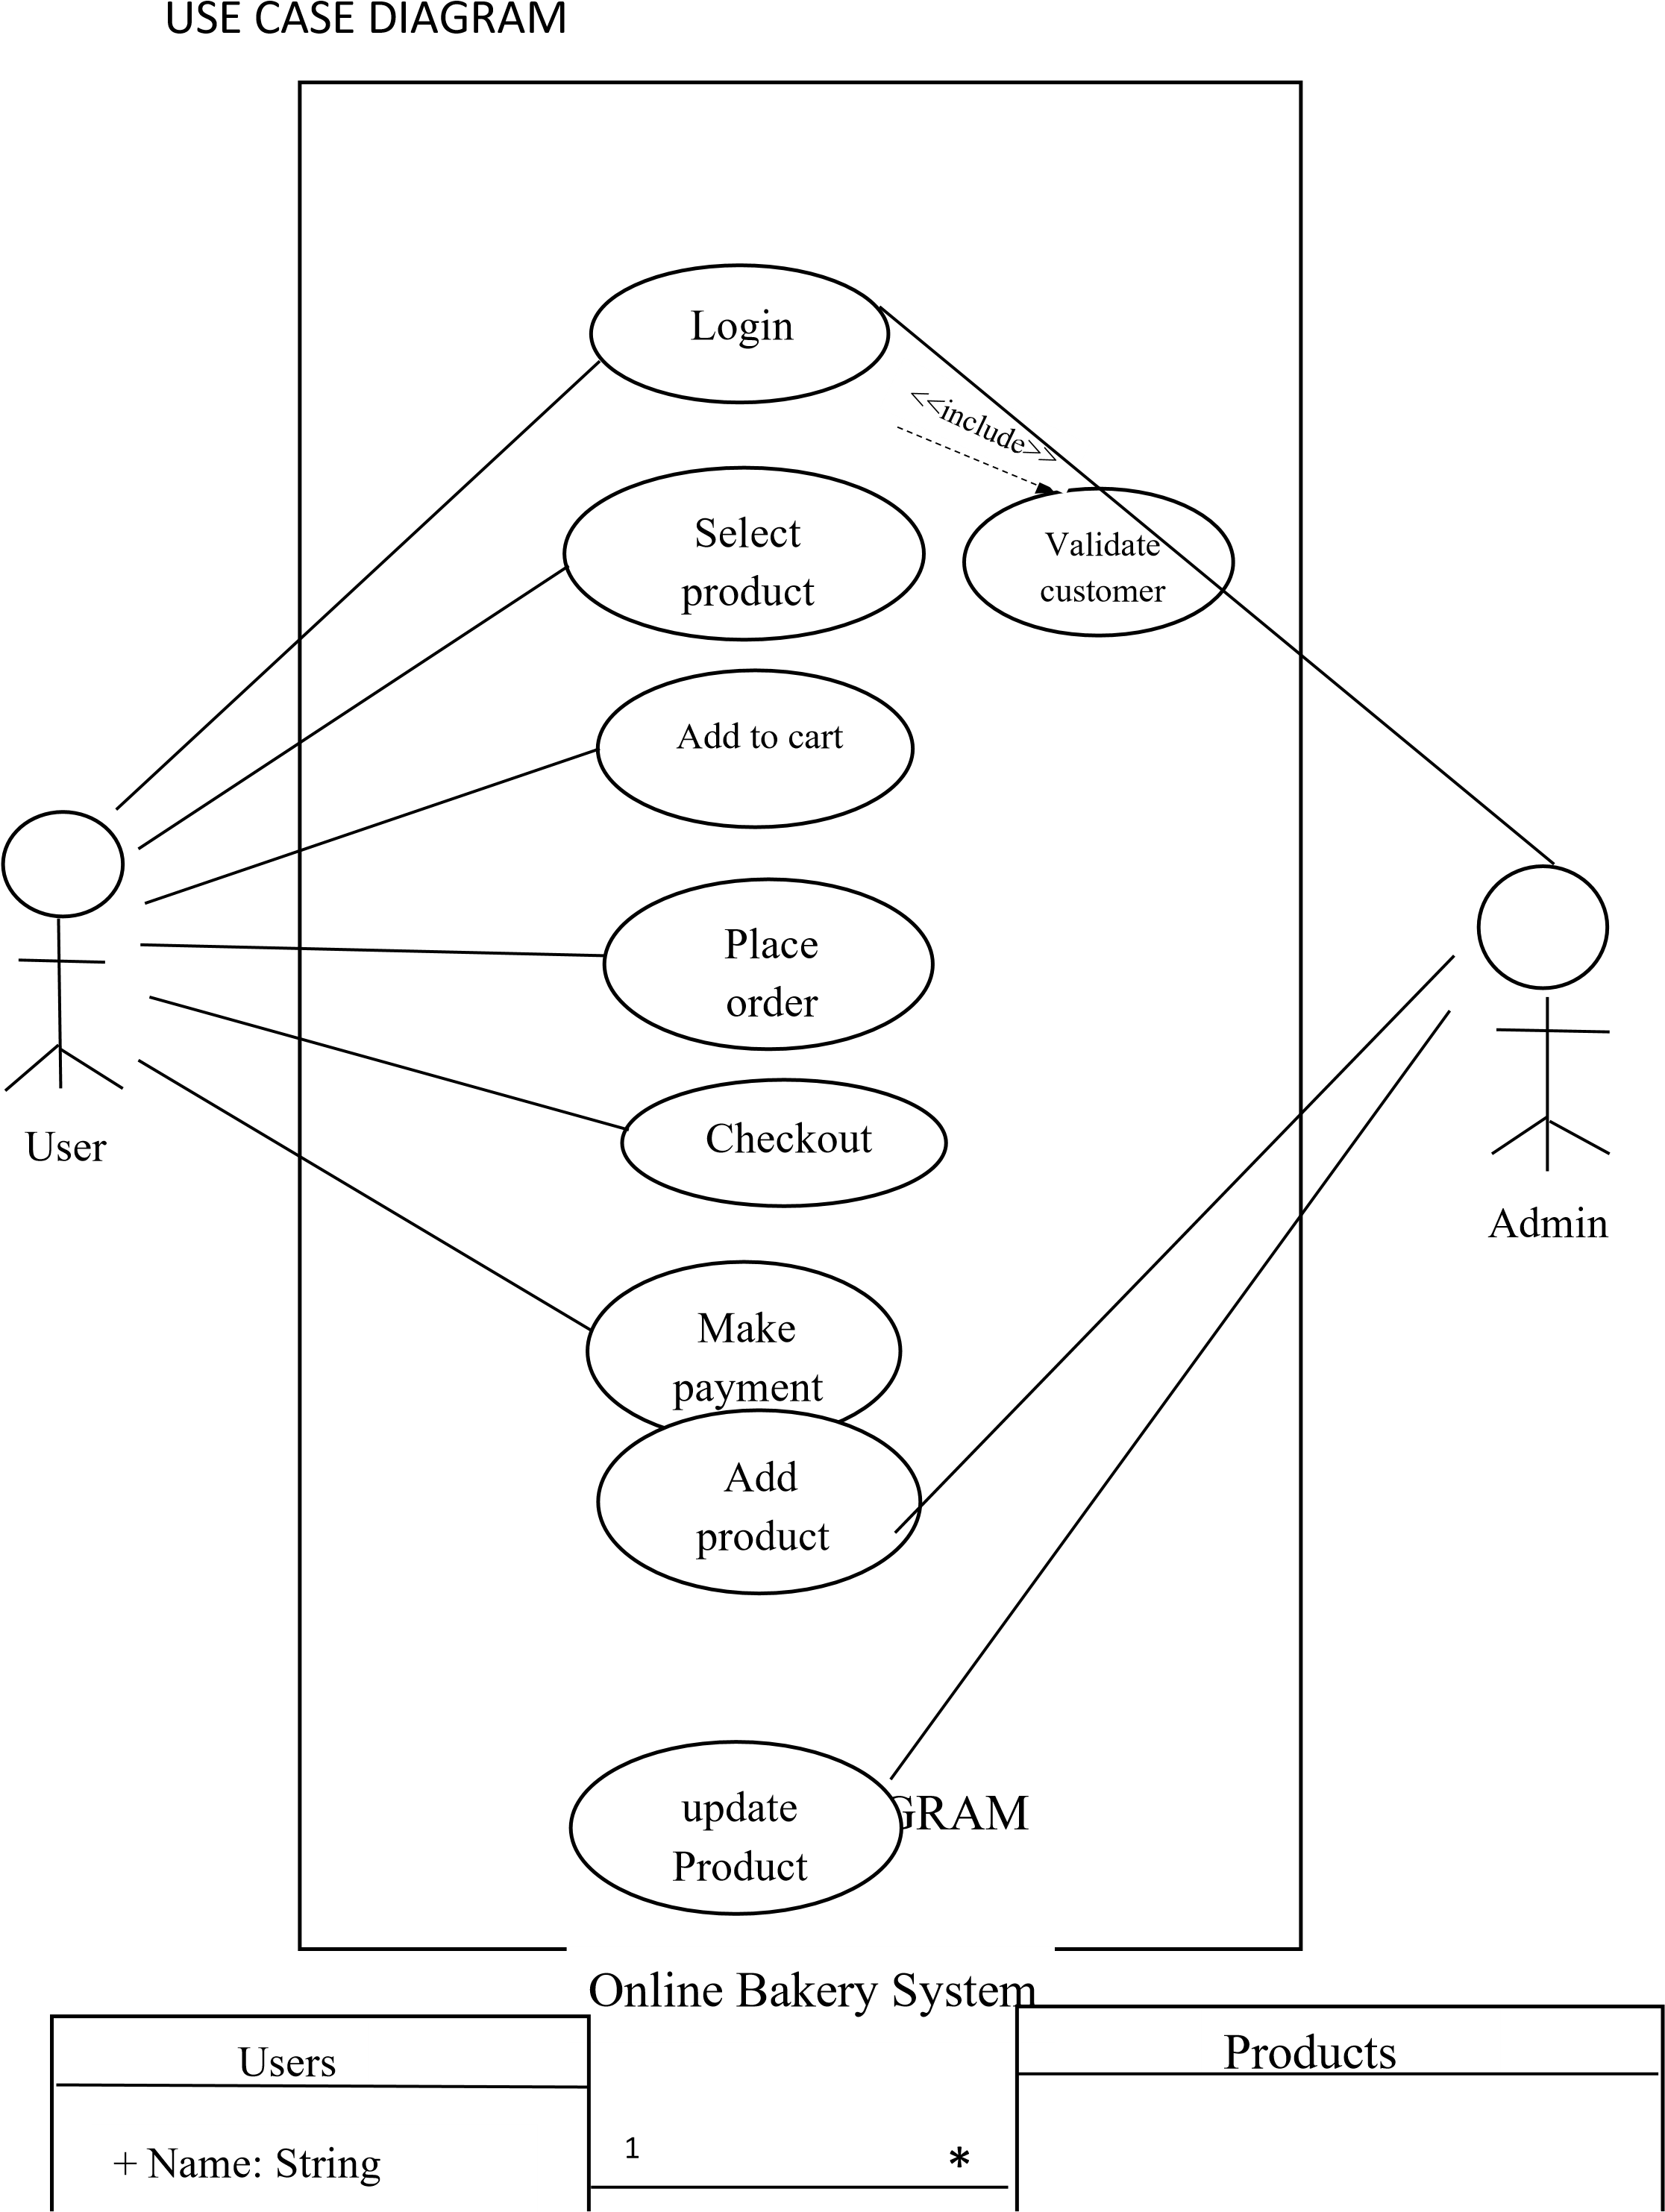 USE CASE DIAGRAM
Login
<<include>>
Select
product
Validate
customer
Add to cart
Place
order
User
Checkout
Admin
Make
payment
Add
product
update
Product
GRAM
Online Bakery System
Users
Products
+ Name: String
1
*